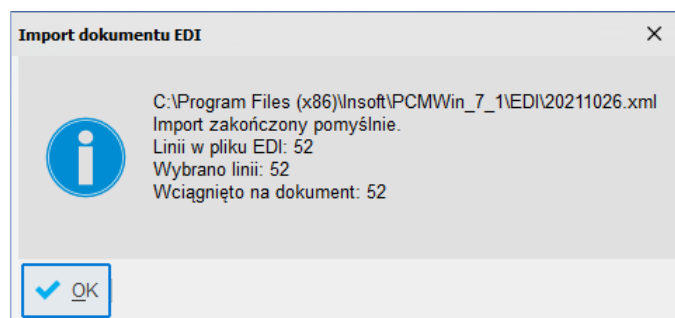 Import dokumentu EDI
C:\Program Files (x86)\Insoft\PCMWin_7_1\EDI\20211026.xml
Import zakończony pomyślnie.
Linii w pliku EDI: 52
Wybrano linii: 52
Wciągnięto na dokument: 52
OK